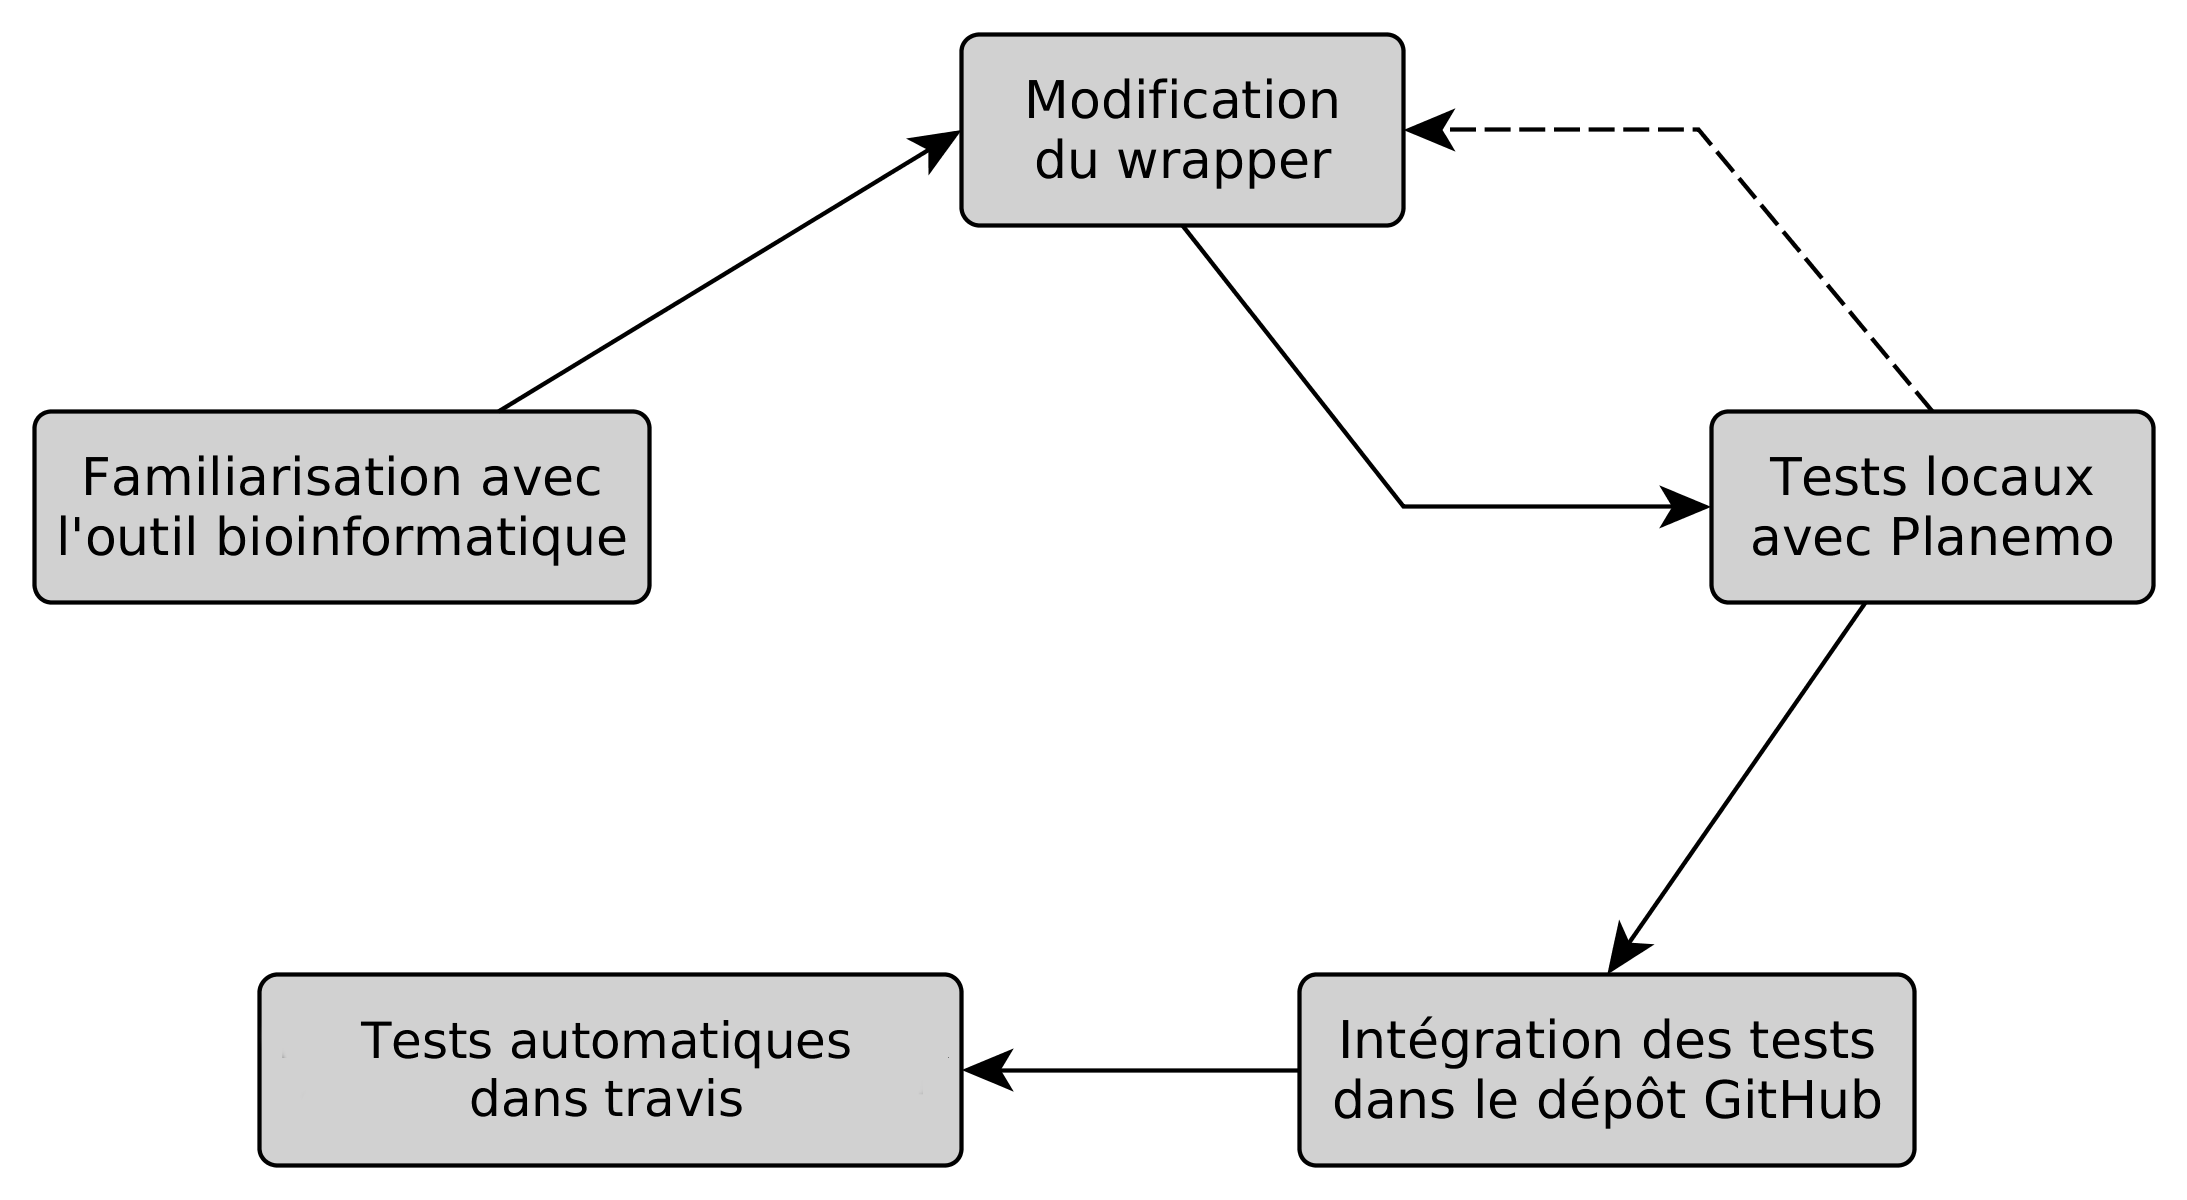 Modification
du wrapper
Familiarisation avec
l'outil bioinformatique
Tests locaux
avec Planemo
Tests automatiques
dans travis
Intégration des tests
dans le dépôt GitHub